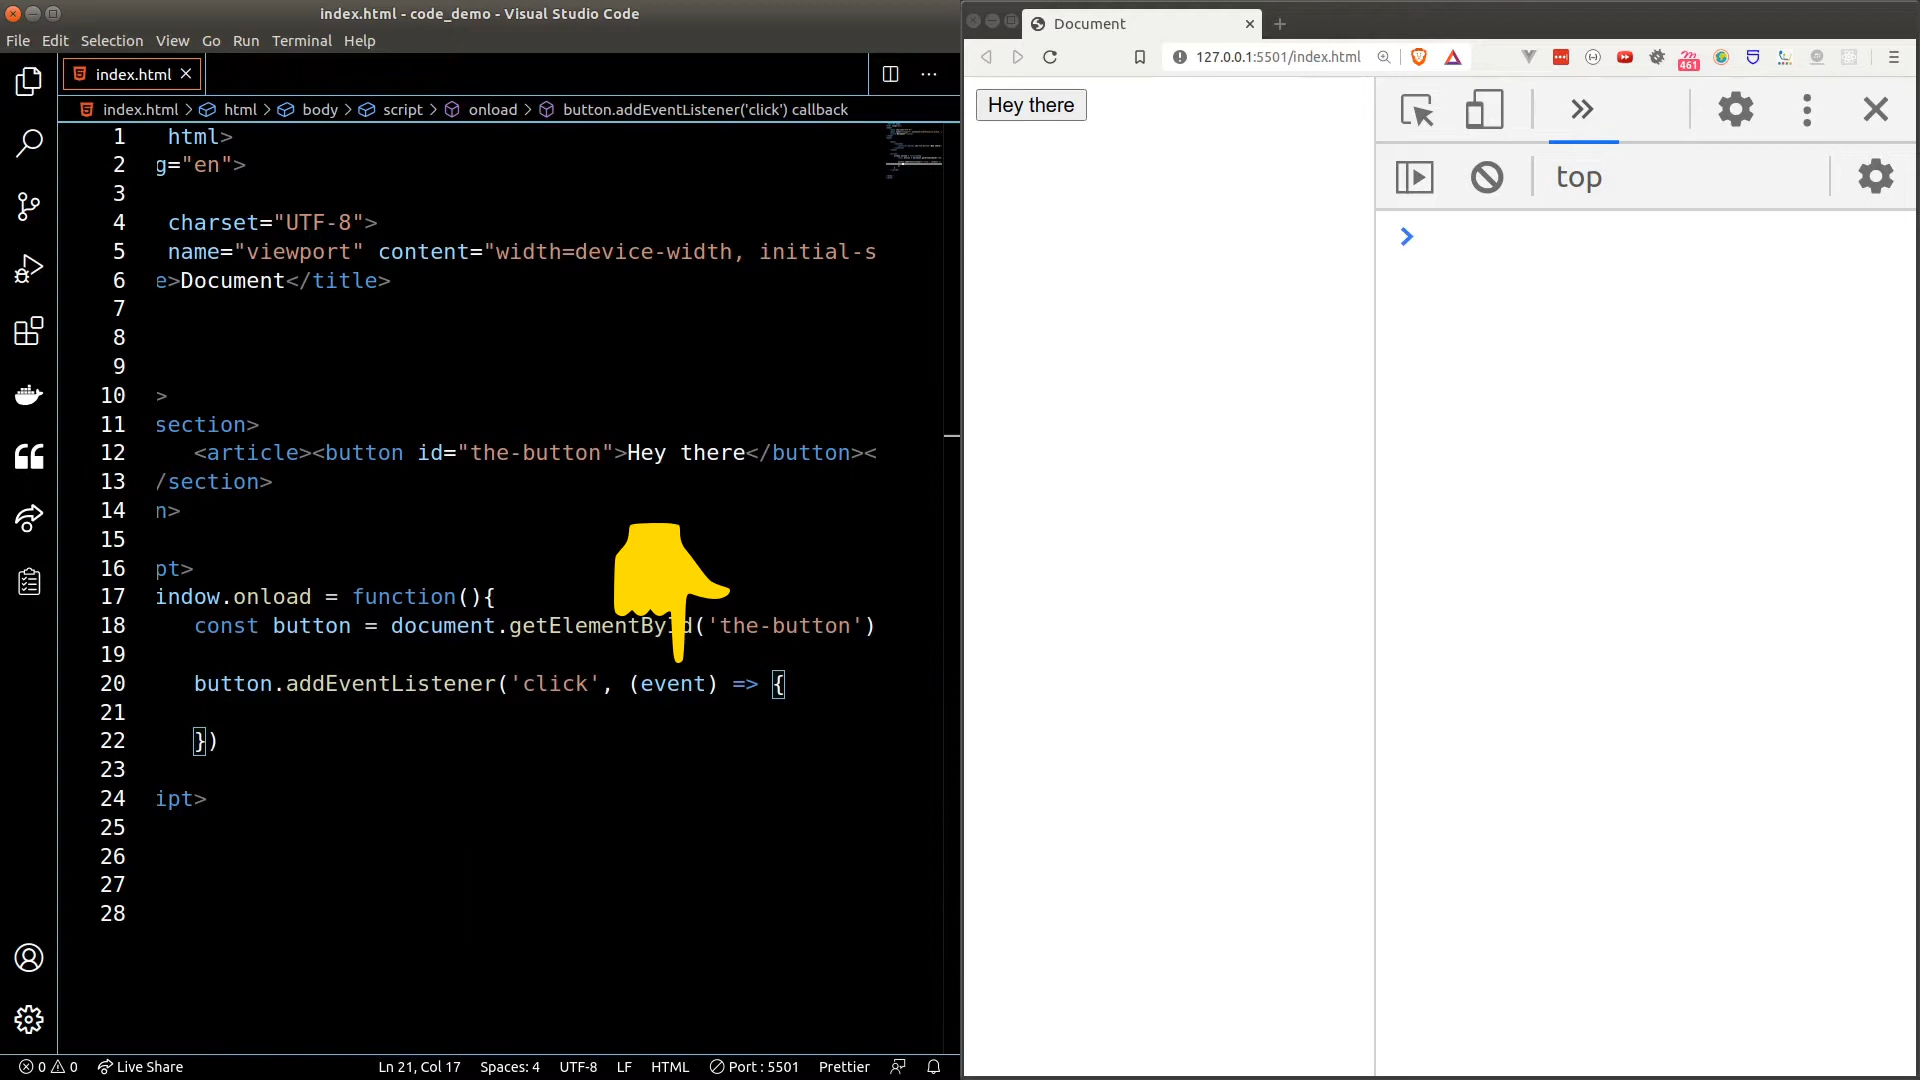 index.html - code_demo - Visual Studio Code
File Edit Selection View Go Run Terminal Help
index.html
index.html > html > body > script > onload > button.addEventListener('click') callback
1 html>
2 g="en">
3
4 charset="UTF-8">
5 name="viewport" content="width=device-width, initial-s
6 e>Document</title>
7
8
9
10 >
11 section>
12 <article><button id="the-button">Hey there</button><
13 /section>
14 n>
15
16 pt>
17 indow.onload = function(){
18 const button = document.getElementById('the-button')
19
20 button.addEventListener('click', (event) => {
21
22 })
23
24 ipt>
25
26
27
28
0 0 Live Share Ln 21, Col 17 Spaces: 4 UTF-8 LF HTML Port : 5501 Prettier
Document
127.0.0.1:5501/index.html
461
Hey there
top